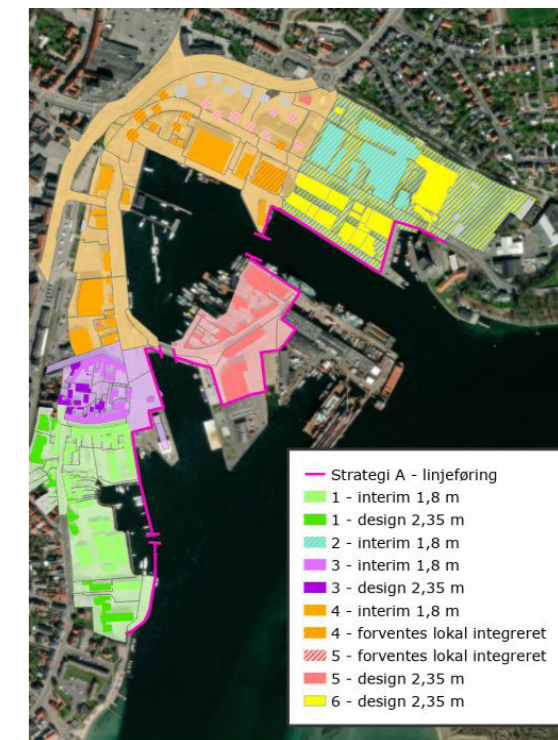 Strategi A - linjeføring
1 - interim 1,8 m
1 - design 2,35 m
2 - interim 1,8 m
3 - interim 1,8 m
3 - design 2,35 m
4 - interim 1,8 m
4 - forventes lokal integreret
5 - forventes lokal integreret
5 - design 2,35 m
6 - design 2,35 m